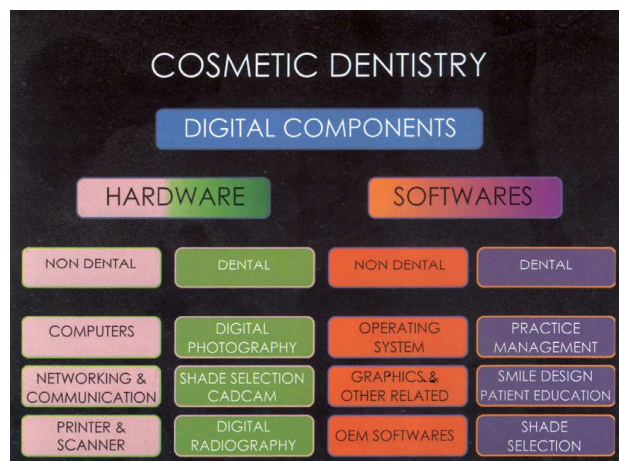 COSMETIC DENTISTRY
DIGITAL COMPONENTS
HARDWARE
SOFTWARES
NON DENTAL
DENTAL
NON DENTAL
DENTAL
COMPUTERS
DIGITAL
PHOTOGRAPHY
OPERATING
SYSTEM
PRACTICE
MANAGEMENT
NETWORKING &
COMMUNICATION
SHADE SELECTION
CADCAM
GRAPHICS &
OTHER RELATED
SMILE DESIGN
PATIENT EDUCATION
PRINTER &
SCANNER
DIGITAL
RADIOGRAPHY
OEM SOFTWARES
SHADE
SELECTION